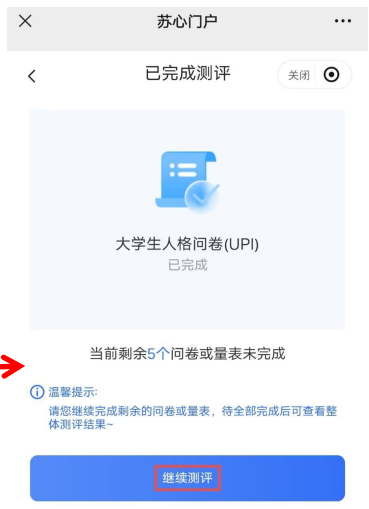 苏心门户
已完成测评
关闭
大学生人格问卷(UPI)
已完成
当前剩余5个问卷或量表未完成
温馨提示:
请您继续完成剩余的问卷或量表，待全部完成后可查看整
体测评结果~
继续测评